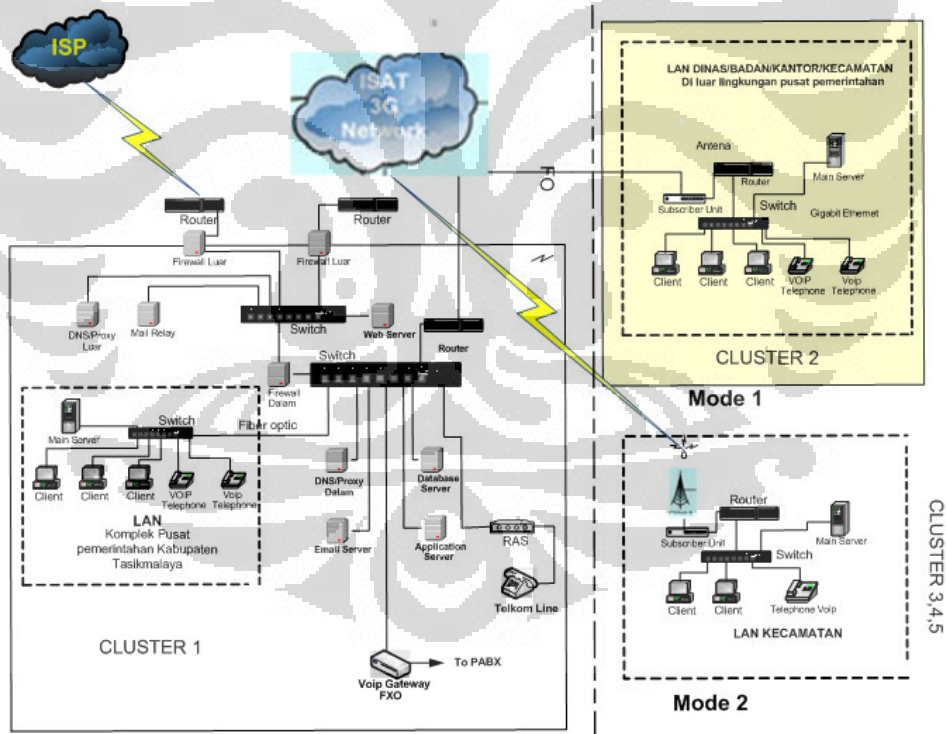 ISP
ISAT
3G
Network
Router
Router
Firewall Luar
Firewall Luar
FO
DNS/Proxy
Luar
Mail Relay
Switch
Web Server
Router
Switch
Firewall
Dalam
Fiber optic
Main Server
Switch
Client
Client
Client
VOIP
Telephone
Voip
Telephone
LAN
Komplek Pusat
pemerintahan Kabupaten
Tasikmalaya
DNS/Proxy
Dalam
Database
Server
Email Server
Application
Server
RAS
Telkom Line
CLUSTER 1
To PABX
Voip Gateway
FXO
LAN DINAS/BADAN/KANTOR/KECAMATAN
Di luar lingkungan pusat pemerintahan
Antena
Router
Main Server
Subscriber Unit
Switch
Gigabit Ethernet
Client
Client
Client
VOIP
Telephone
Voip
Telephone
CLUSTER 2
Mode 1
Router
Subscriber Unit
Main Server
Switch
Client
Client
Telephone Voip
LAN KECAMATAN
CLUSTER 3,4,5
Mode 2